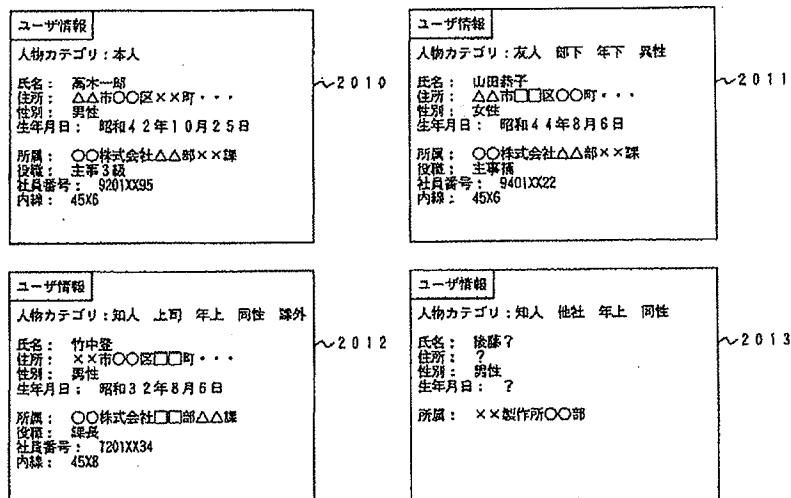 ユーザ情報
人物カテゴリ：本人
氏名： 高木一郎
住所： △△市○○区××町・・・
性別： 男性
生年月日： 昭和４２年１０月２５日
所属： ○○株式会社△△部××課
役職： 主事３級
社員番号： 9201XX95
内線： 45X6
～２０１０
ユーザ情報
人物カテゴリ：友人 部下 年下 異性
氏名： 山田恭子
住所： △△市□□区○○町・・・
性別： 女性
生年月日： 昭和４４年８月６日
所属： ○○株式会社△△部××課
役職： 主事補
社員番号： 9401XX22
内線： 45X6
～２０１１
ユーザ情報
人物カテゴリ：知人 上司 年上 同性 課外
氏名： 竹中登
住所： ××市○○区□□町・・・
性別： 男性
生年月日： 昭和３２年８月６日
所属： ○○株式会社□□部△△課
役職： 課長
社員番号： 7201XX34
内線： 45X8
～２０１２
ユーザ情報
人物カテゴリ：知人 他社 年上 同性
氏名： 後藤？
住所： ？
性別： 男性
生年月日： ？
所属： ××製作所○○部
～２０１３